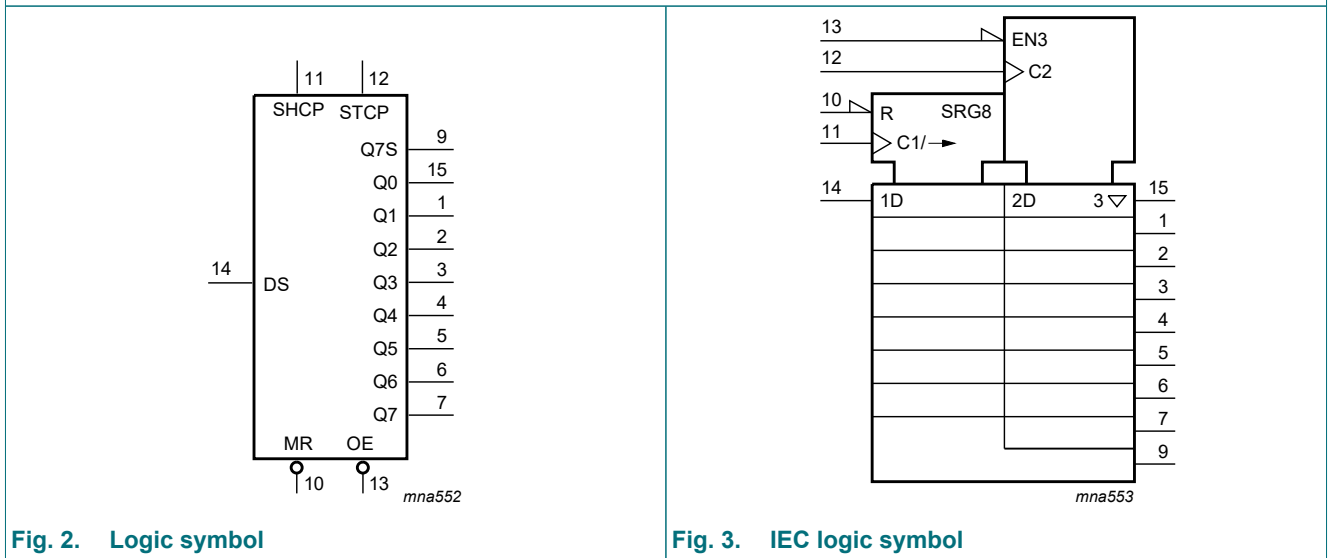 11 12
SHCP STCP
Q7S 9
Q0 15
Q1 1
Q2 2
14 DS Q3 3
Q4 4
Q5 5
Q6 6
Q7 7
MR OE
10 13
mna552
Fig. 2. Logic symbol
13 EN3
12 C2
10 R SRG8
11 C1/→
14 1D 2D 3 ▽ 15
1
2
3
4
5
6
7
9
mna553
Fig. 3. IEC logic symbol